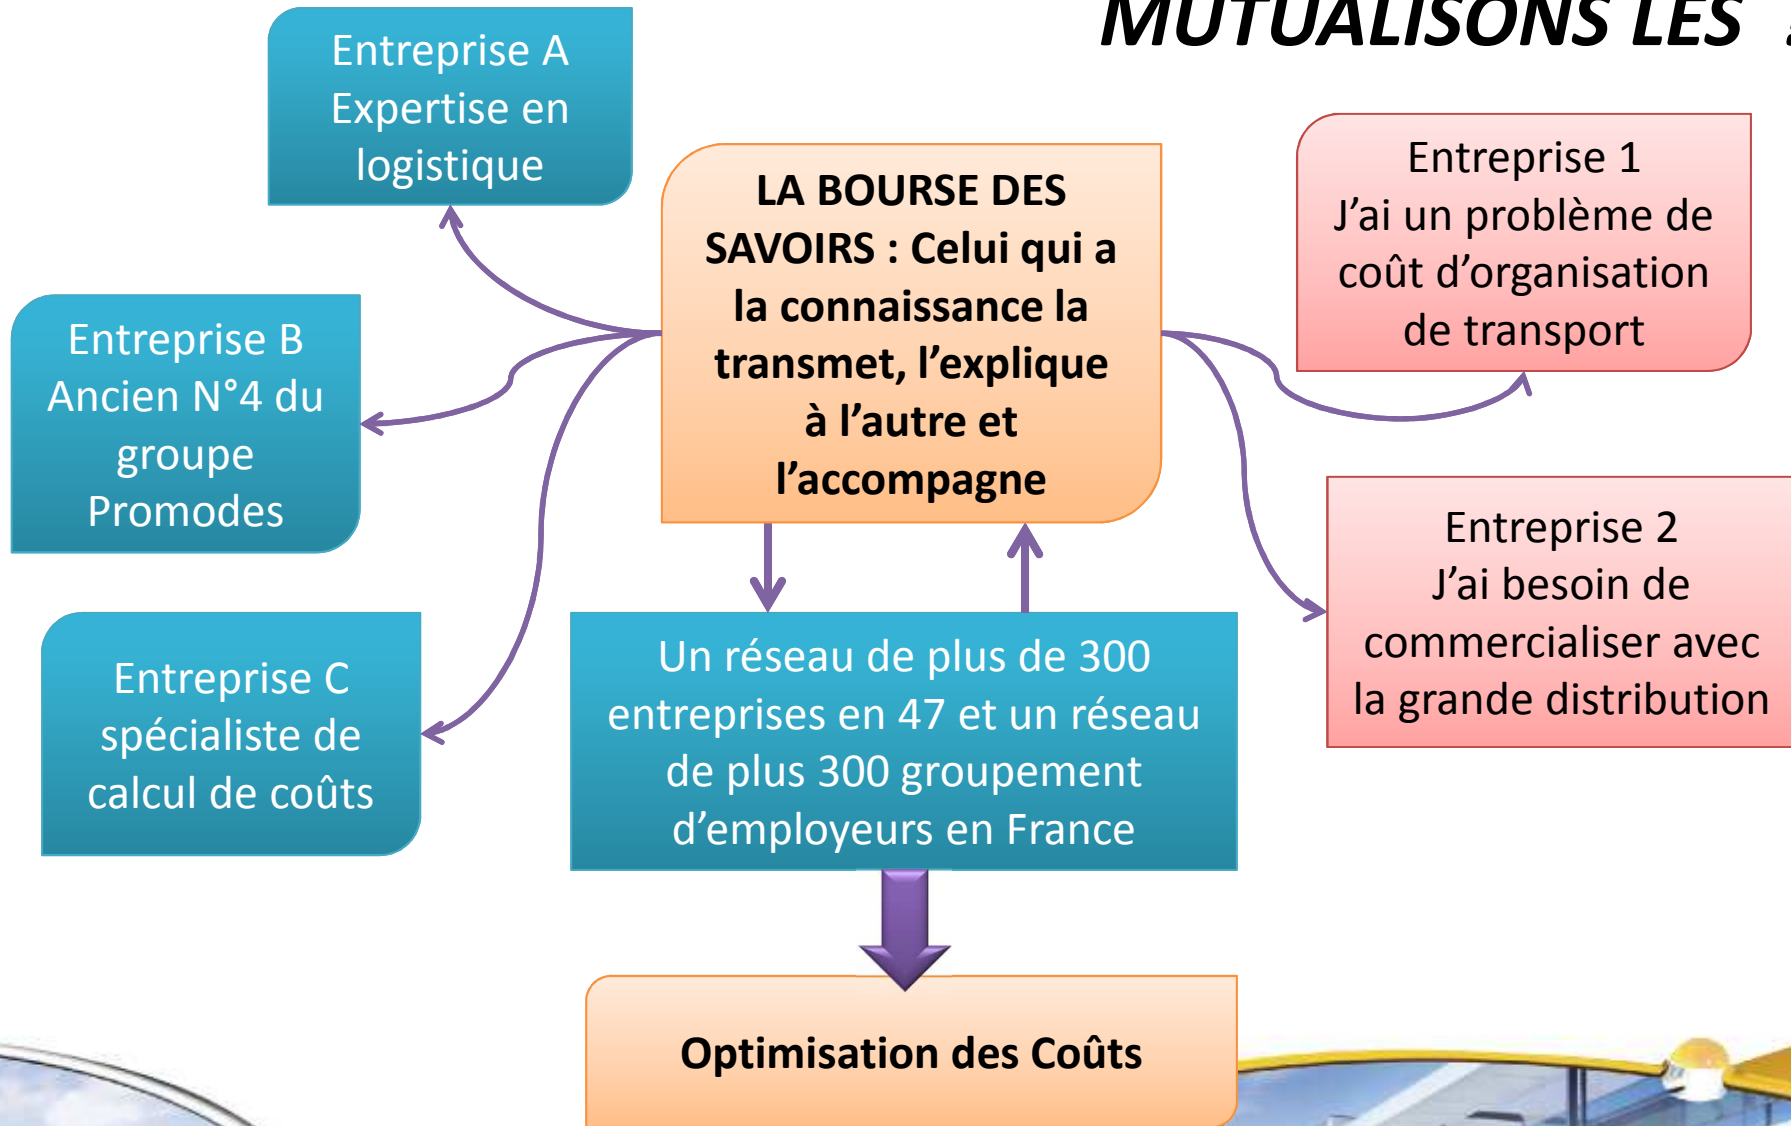 MUTUALISONS LES
Entreprise A
Expertise en
logistique
LA BOURSE DES
SAVOIRS : Celui qui a
la connaissance la
transmet, l’explique
à l’autre et
l’accompagne
Entreprise 1
J’ai un problème de
coût d’organisation
de transport
Entreprise B
Ancien N°4 du
groupe
Promodes
Entreprise 2
J’ai besoin de
commercialiser avec
la grande distribution
Entreprise C
spécialiste de
calcul de coûts
Un réseau de plus de 300
entreprises en 47 et un réseau
de plus 300 groupement
d’employeurs en France
Optimisation des Coûts